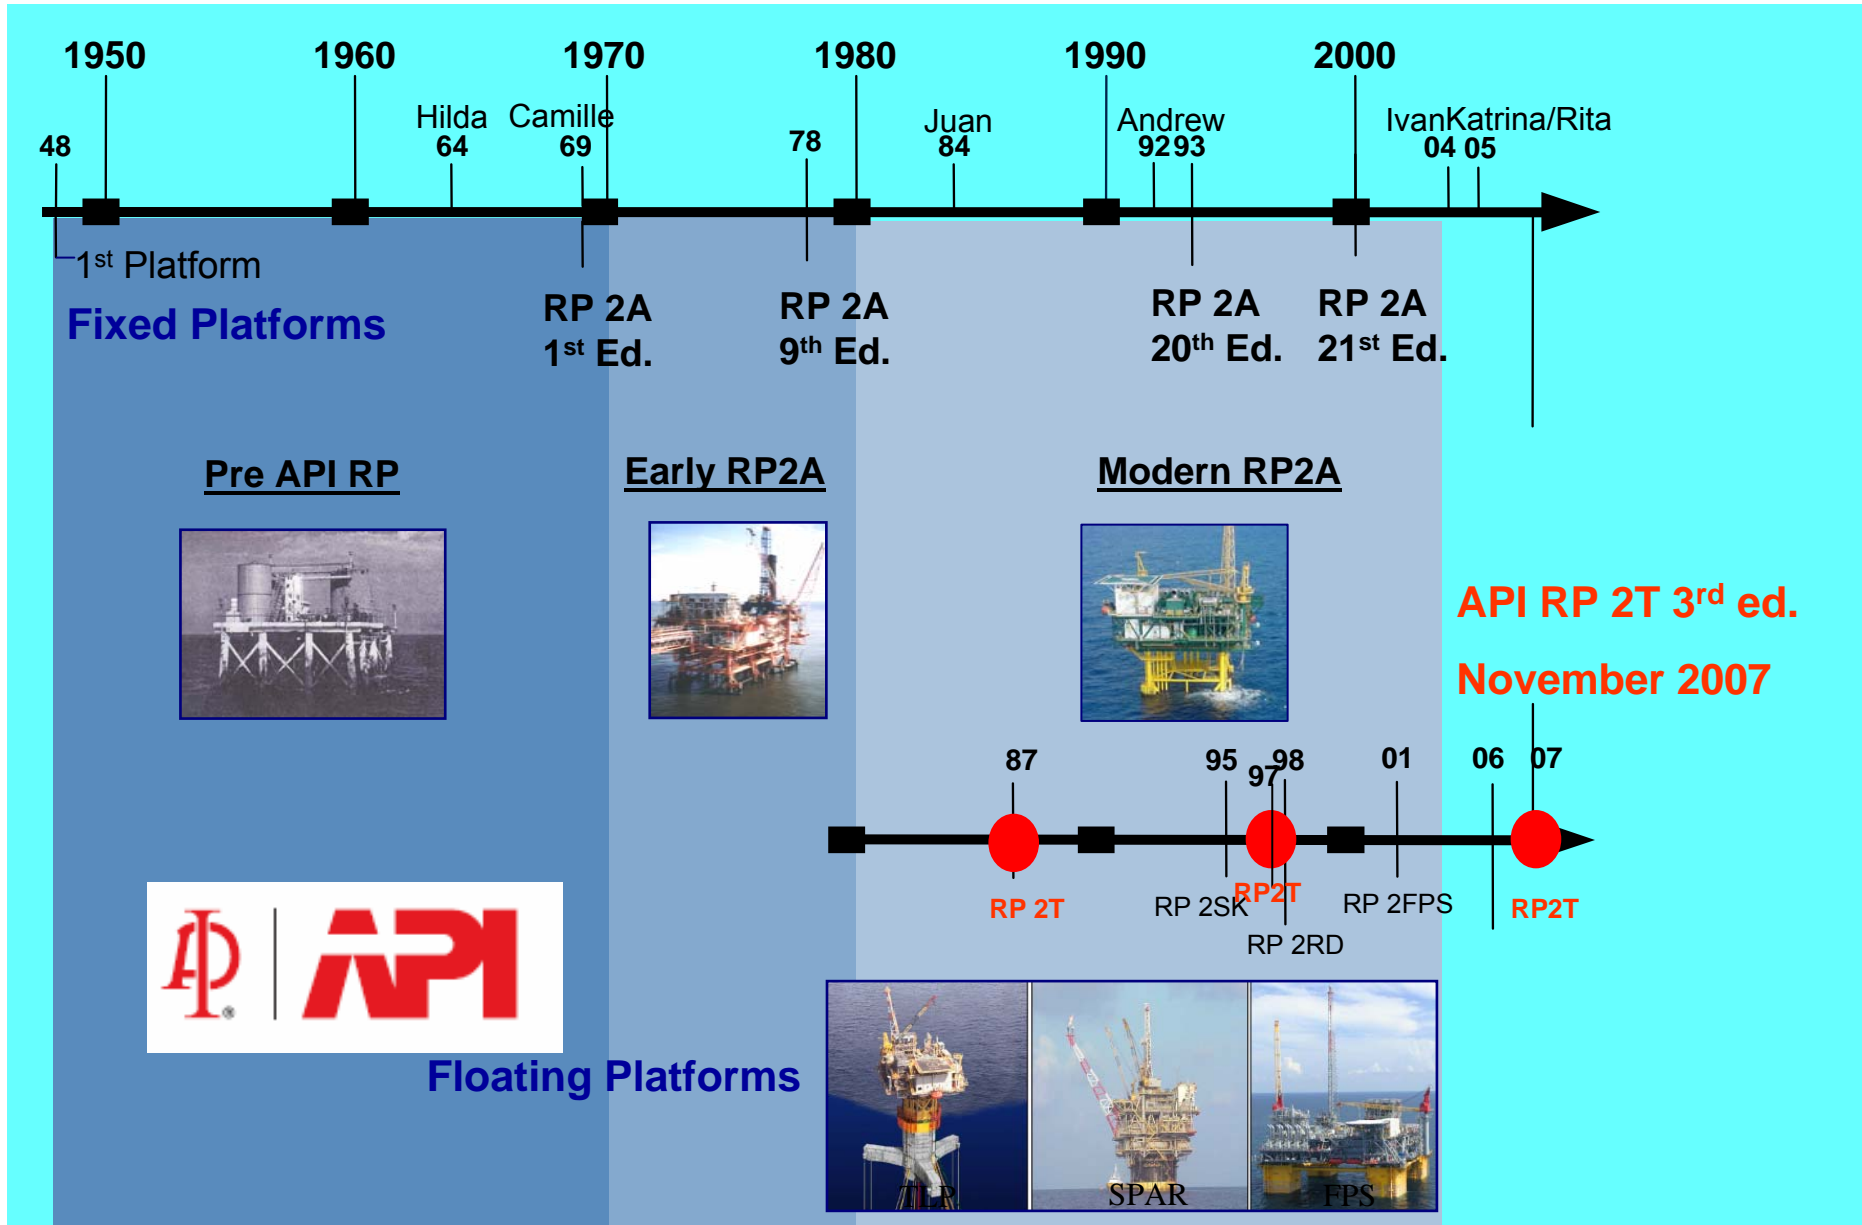 1950 1960 1970 1980 1990 2000
Hilda Camille Juan Andrew Ivan Katrina/Rita
48 64 69 78 84 92 93 04 05
1st Platform
Fixed Platforms
RP 2A
1st Ed.
RP 2A
9th Ed.
RP 2A
20th Ed.
RP 2A
21st Ed.
Pre API RP
Early RP2A
Modern RP2A
API RP 2T 3rd ed.
November 2007
87 95 97 98 01 06 07
RP 2T
RP 2SK
RP2T
RP 2RD
RP 2FPS
RP2T
API
®
Floating Platforms
TLP
SPAR
FPS